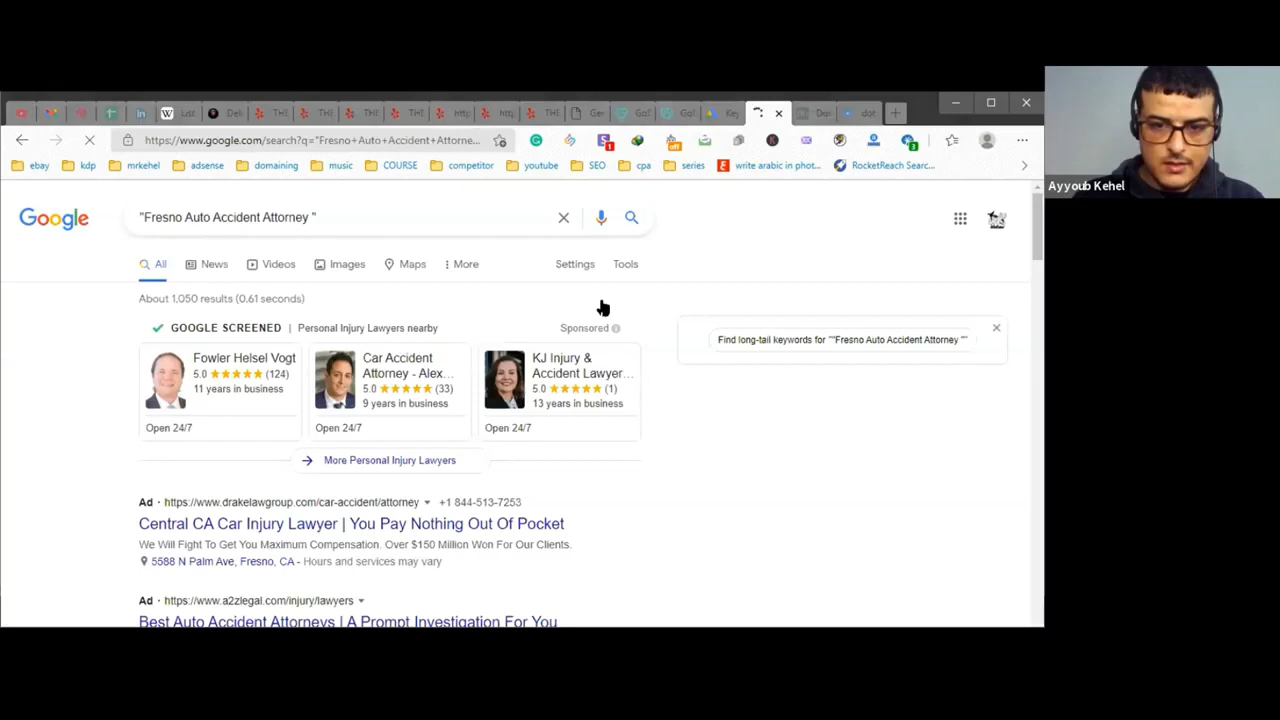 https://www.google.com/search?q="Fresno+Auto+Accident+Attorne...
ebay
kdp
mrkehel
adsense
domaining
music
COURSE
competitor
youtube
SEO
cpa
series
write arabic in phot...
RocketReach Searc...
Ayyoub Kehel
Google
"Fresno Auto Accident Attorney "
All
News
Videos
Images
Maps
More
Settings
Tools
About 1,050 results (0.61 seconds)
GOOGLE SCREENED | Personal Injury Lawyers nearby
Sponsored
Find long-tail keywords for ""Fresno Auto Accident Attorney ""
Fowler Helsel Vogt
5.0 (124)
11 years in business
Open 24/7
Car Accident
Attorney - Alex...
5.0 (33)
9 years in business
Open 24/7
KJ Injury &
Accident Lawyer...
5.0 (1)
13 years in business
Open 24/7
More Personal Injury Lawyers
Ad · https://www.drakelawgroup.com/car-accident/attorney +1 844-513-7253
Central CA Car Injury Lawyer | You Pay Nothing Out Of Pocket
We Will Fight To Get You Maximum Compensation. Over $150 Million Won For Our Clients.
5588 N Palm Ave, Fresno, CA - Hours and services may vary
Ad · https://www.a2zlegal.com/injury/lawyers
Best Auto Accident Attorneys | A Prompt Investigation For You